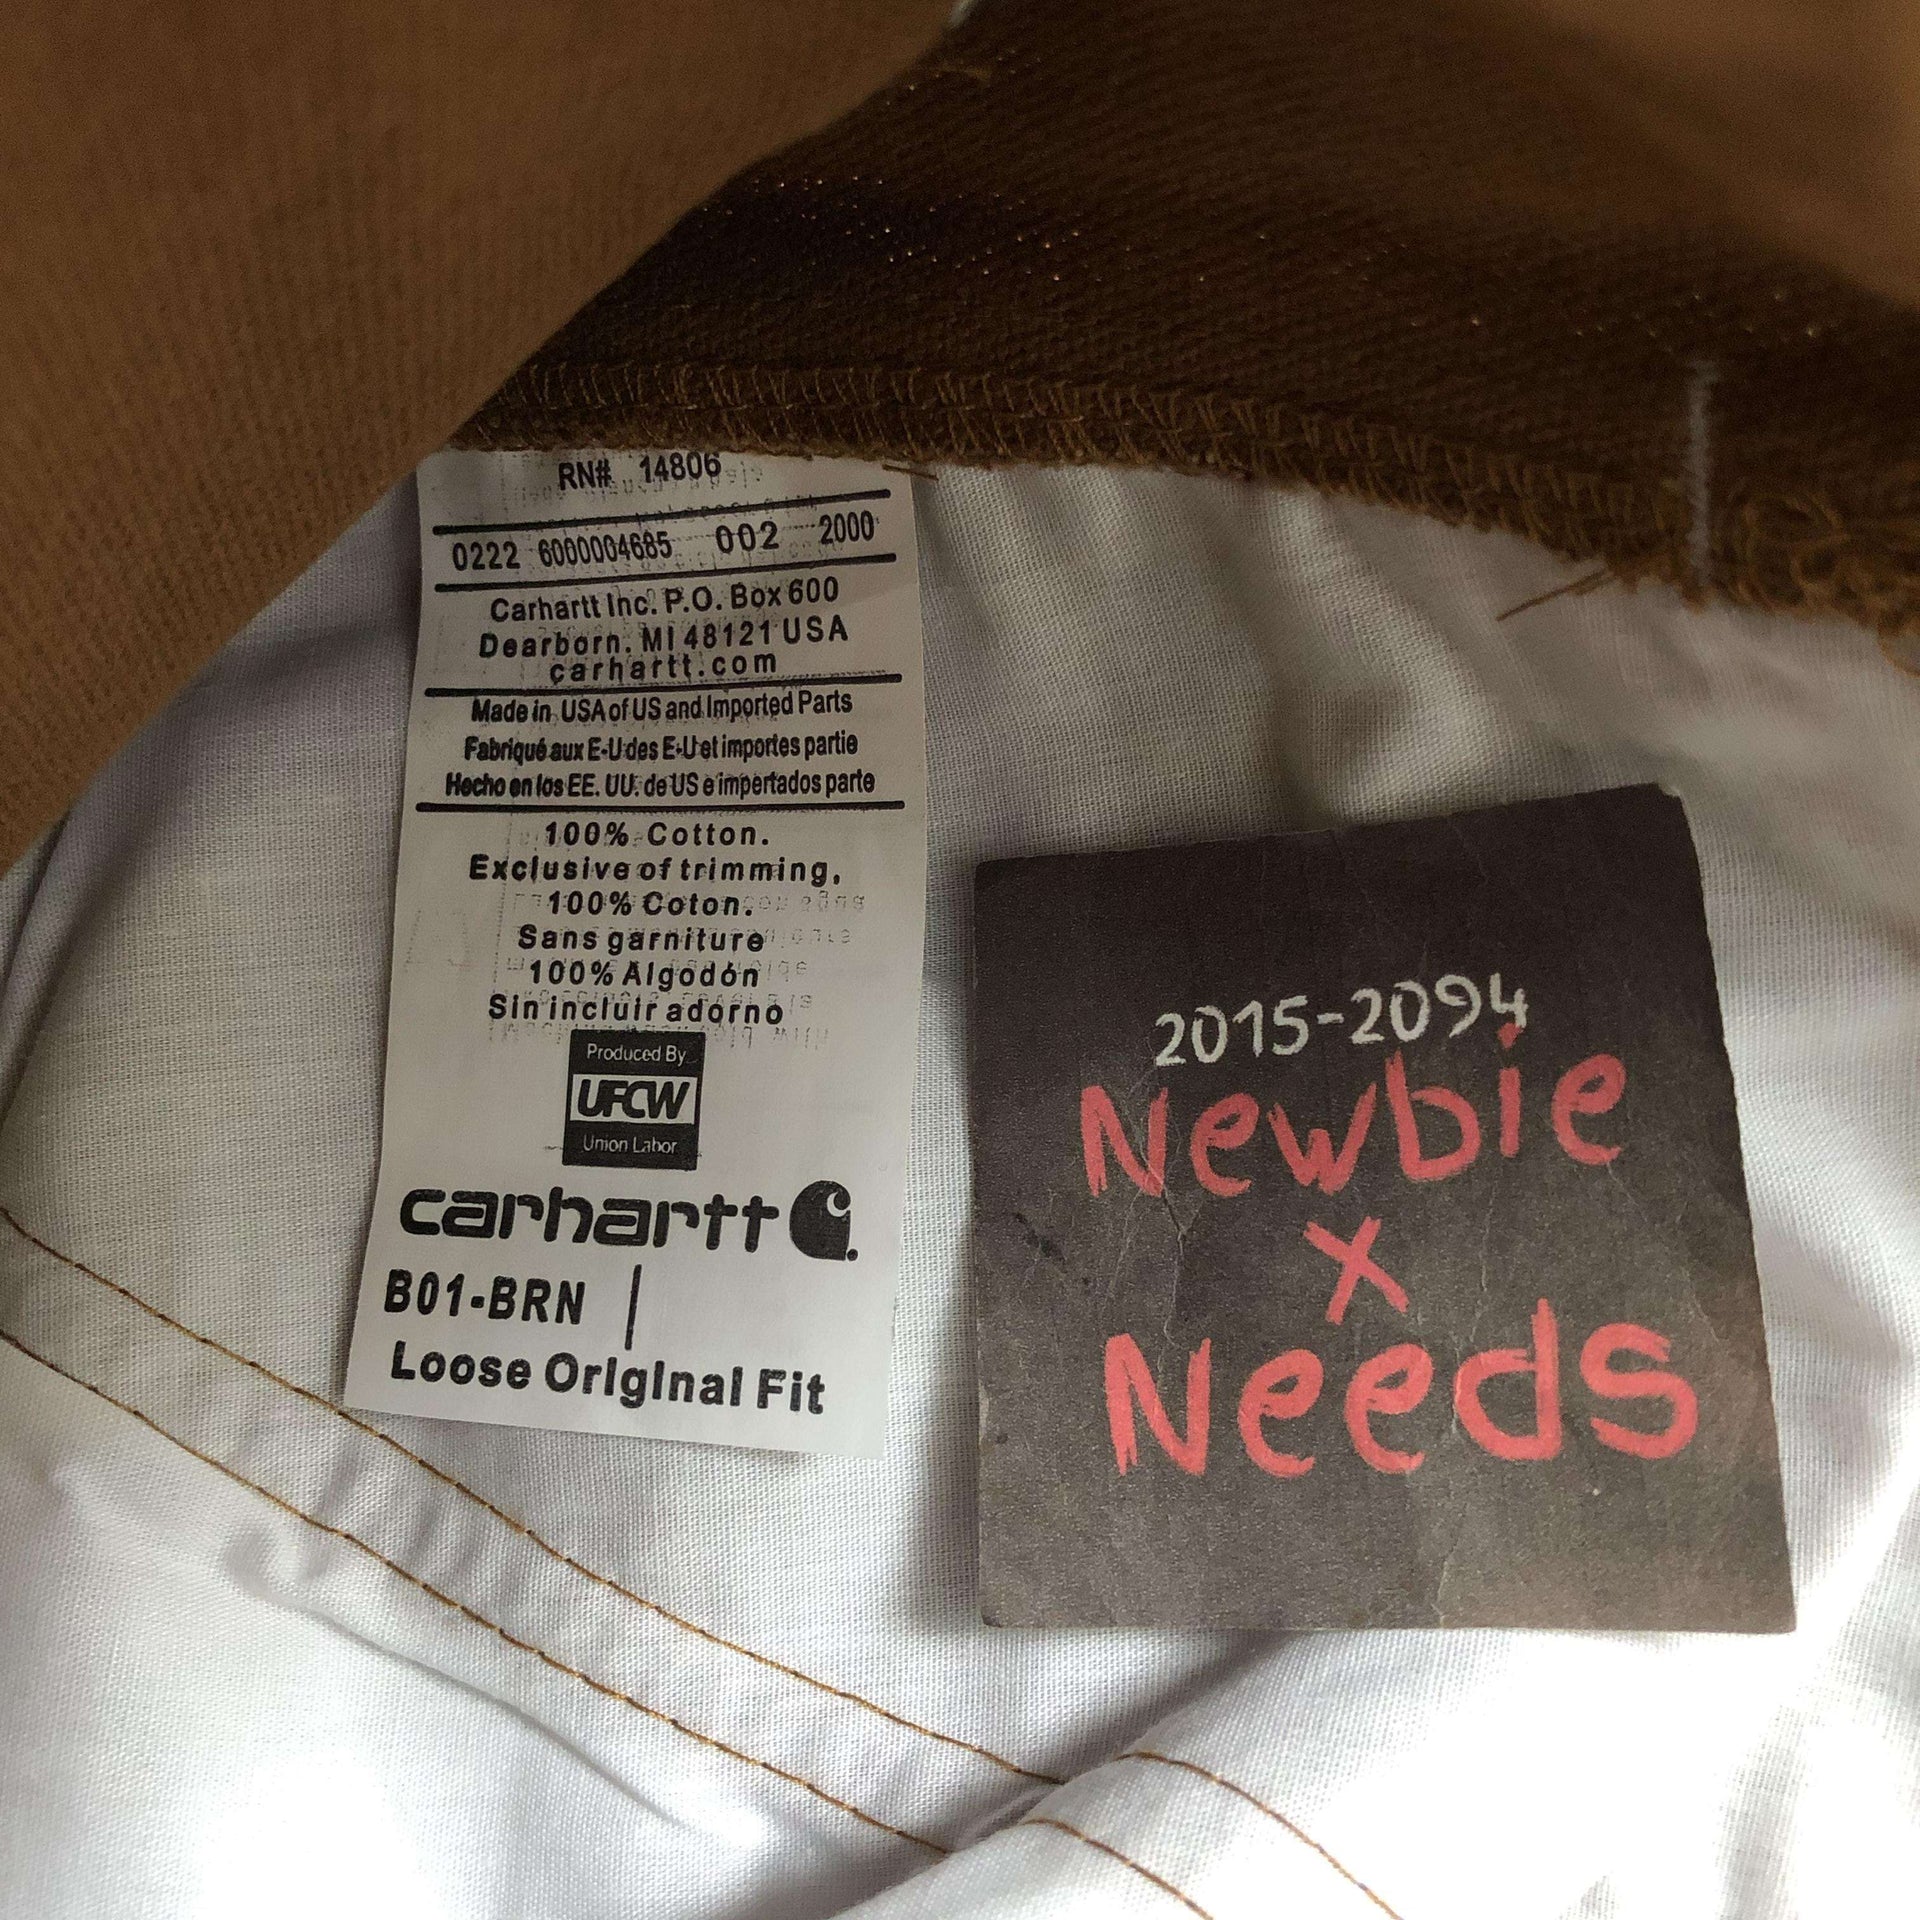 RN# 14806
0222 6000004685 002 2000
Carhartt Inc. P.O. Box 600
Dearborn. MI 48121 USA
carhartt.com
Made in USA of US and Imported Parts
Fabriqué aux E-U des E-U et importes partie
Hecho en los EE. UU. de US e impertados parte
100% Cotton.
Exclusive of trimming,
100% Coton.
Sans garniture
100% Algodón
Sin incluir adorno
Produced By
UFCW
Union Labor
carhartt
B01-BRN |
Loose Original Fit
2015-2094
Newbie
x
Needs